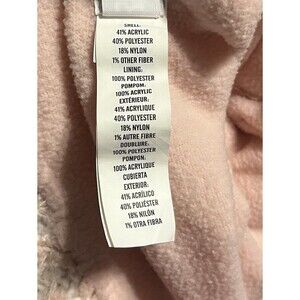 SHELL:
41% ACRYLIC
40% POLYESTER
18% NYLON
1% OTHER FIBER
LINING:
100% POLYESTER
POMPOM:
100% ACRYLIC
EXTÉRIEUR:
41% ACRYLIQUE
40% POLYESTER
18% NYLON
1% AUTRE FIBRE
DOUBLURE:
100% POLYESTER
POMPON:
100% ACRYLIQUE
CUBIERTA
EXTERIOR:
41% ACRÍLICO
40% POLIÉSTER
18% NILÓN
1% OTRA FIBRA